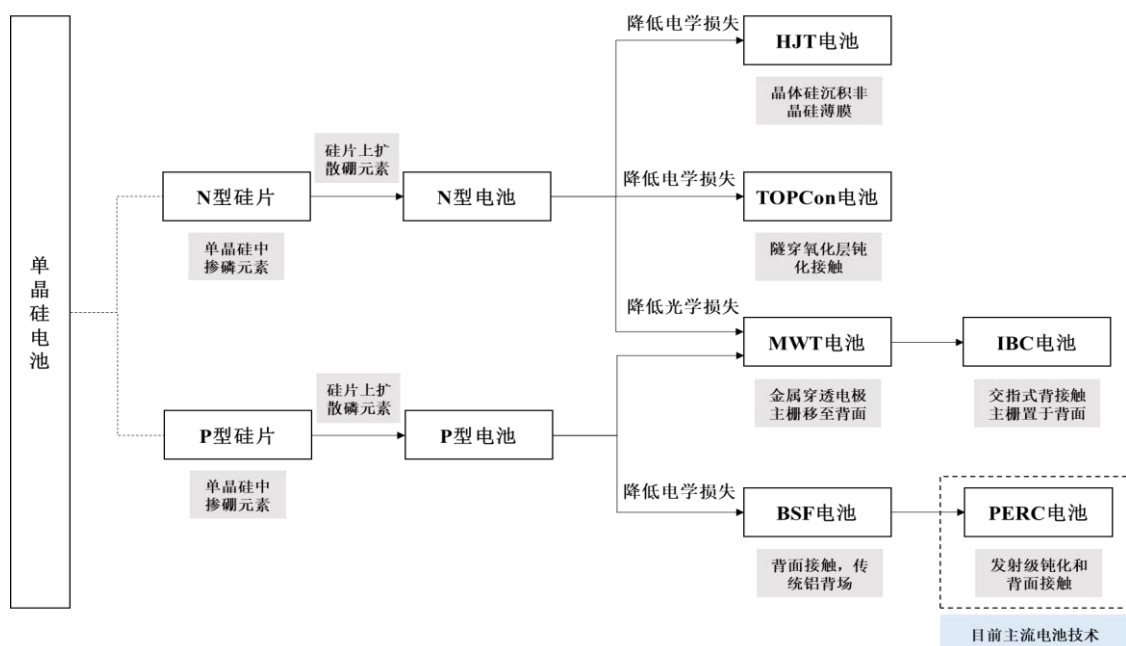 降低电学损失
HJT电池
晶体硅沉积非
晶硅薄膜
硅片上扩
散硼元素
降低电学损失
N型硅片
N型电池
TOPCon电池
单晶硅中
掺磷元素
隧穿氧化层钝
化接触
单晶硅电池
降低光学损失
MWT电池
IBC电池
硅片上扩
散磷元素
金属穿透电极
主栅移至背面
交指式背接触
主栅置于背面
P型硅片
P型电池
单晶硅中
掺硼元素
降低电学损失
BSF电池
PERC电池
背面接触，传
统铝背场
发射级钝化和
背面接触
目前主流电池技术